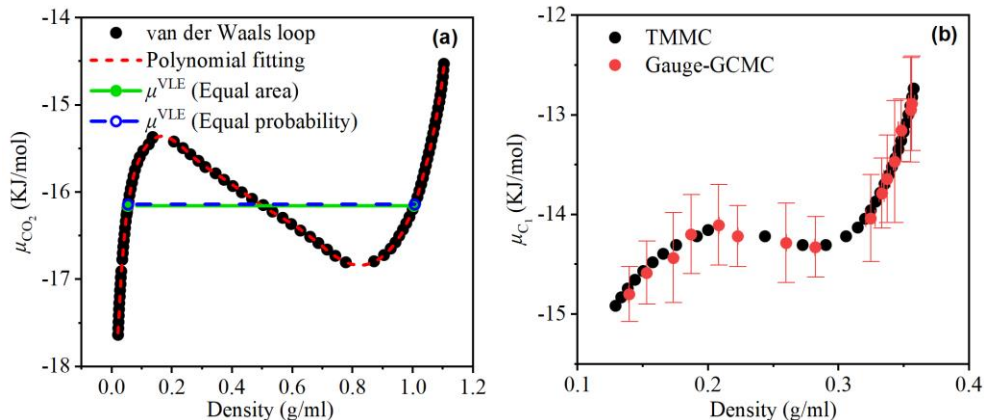 (a)
van der Waals loop
Polynomial fitting
μ^VLE (Equal area)
μ^VLE (Equal probability)
-14
-15
-16
-17
-18
μCO₂ (KJ/mol)
0.0 0.2 0.4 0.6 0.8 1.0 1.2
Density (g/ml)
(b)
TMMC
Gauge-GCMC
-12
-13
-14
-15
μC₁ (KJ/mol)
0.1 0.2 0.3 0.4
Density (g/ml)